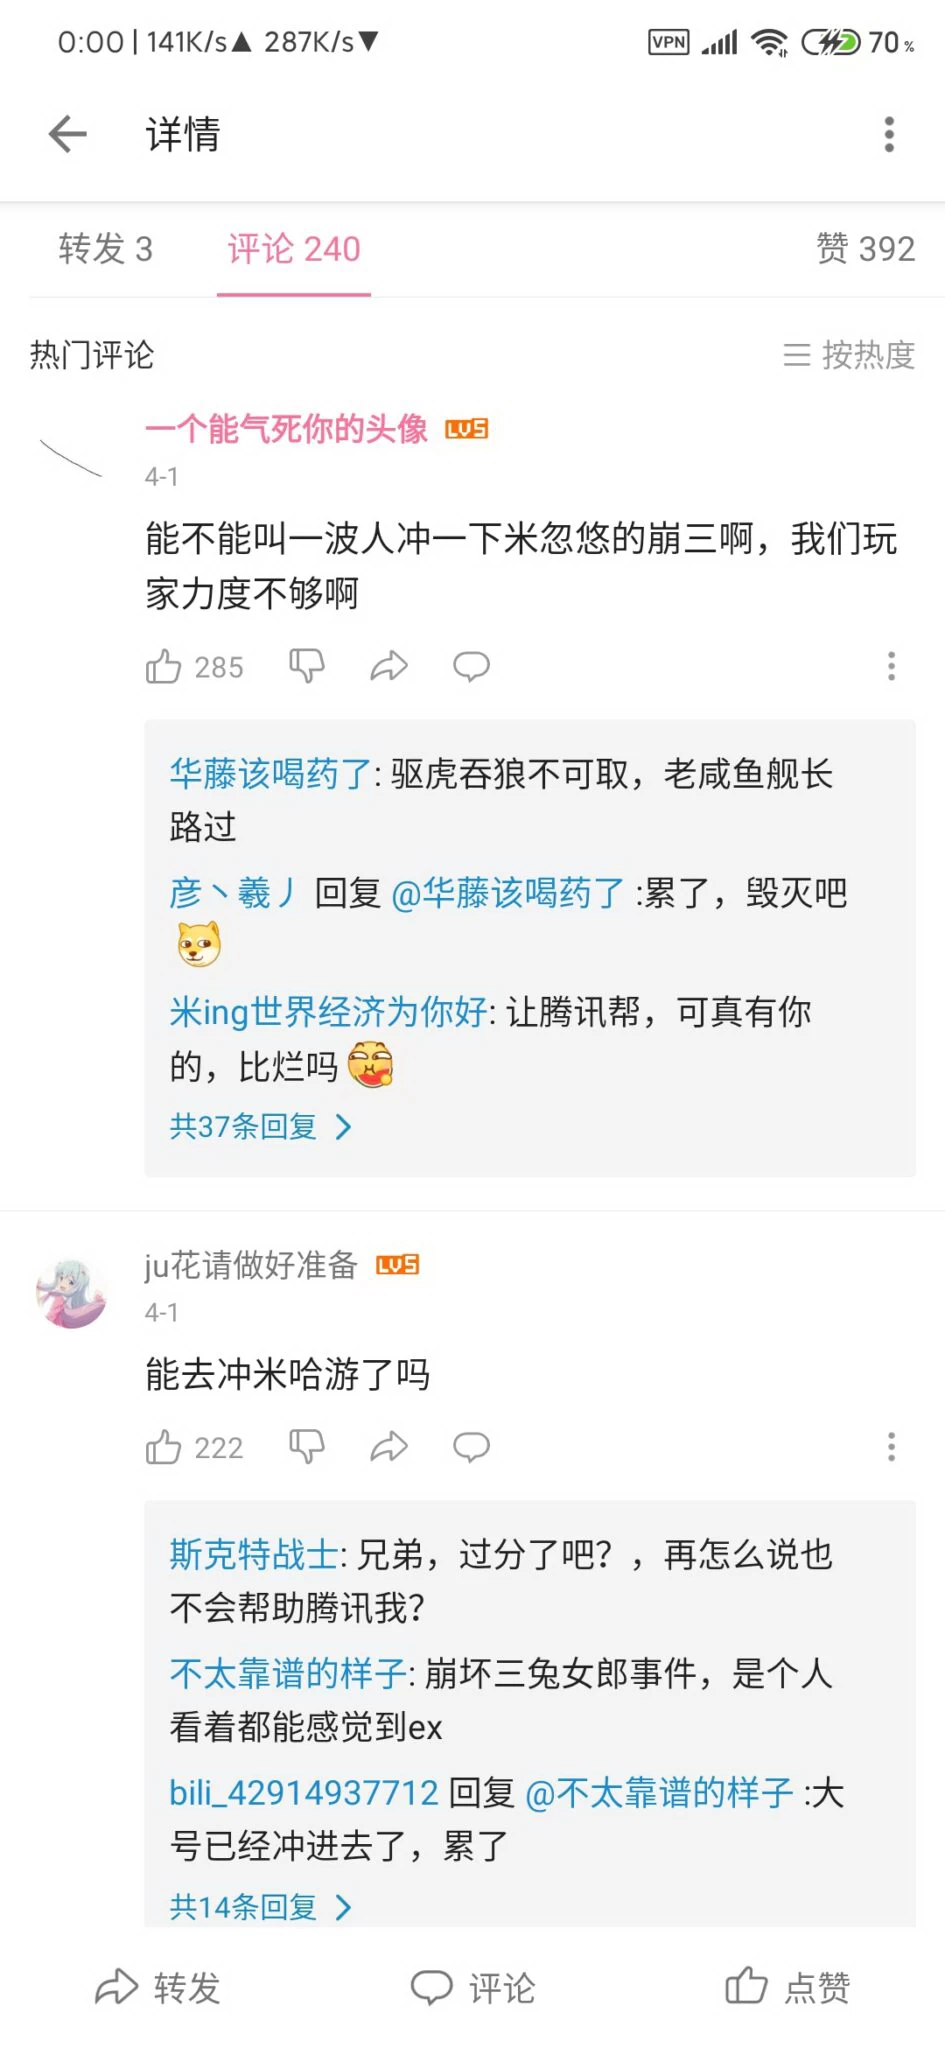 0:00 | 141K/s▲ 287K/s▼ VPN 70 %
详情
转发 3 评论 240 赞 392
热门评论 按热度
一个能气死你的头像 LV5
4-1
能不能叫一波人冲一下米忽悠的崩三啊，我们玩
家力度不够啊
285
华藤该喝药了: 驱虎吞狼不可取，老咸鱼舰长
路过
彦丶羲丿 回复 @华藤该喝药了 :累了，毁灭吧
米ing世界经济为你好: 让腾讯帮，可真有你
的，比烂吗
共37条回复
ju花请做好准备 LV5
4-1
能去冲米哈游了吗
222
斯克特战士: 兄弟，过分了吧？，再怎么说也
不会帮助腾讯我？
不太靠谱的样子: 崩坏三兔女郎事件，是个人
看着都能感觉到ex
bili_42914937712 回复 @不太靠谱的样子 :大
号已经冲进去了，累了
共14条回复
转发 评论 点赞